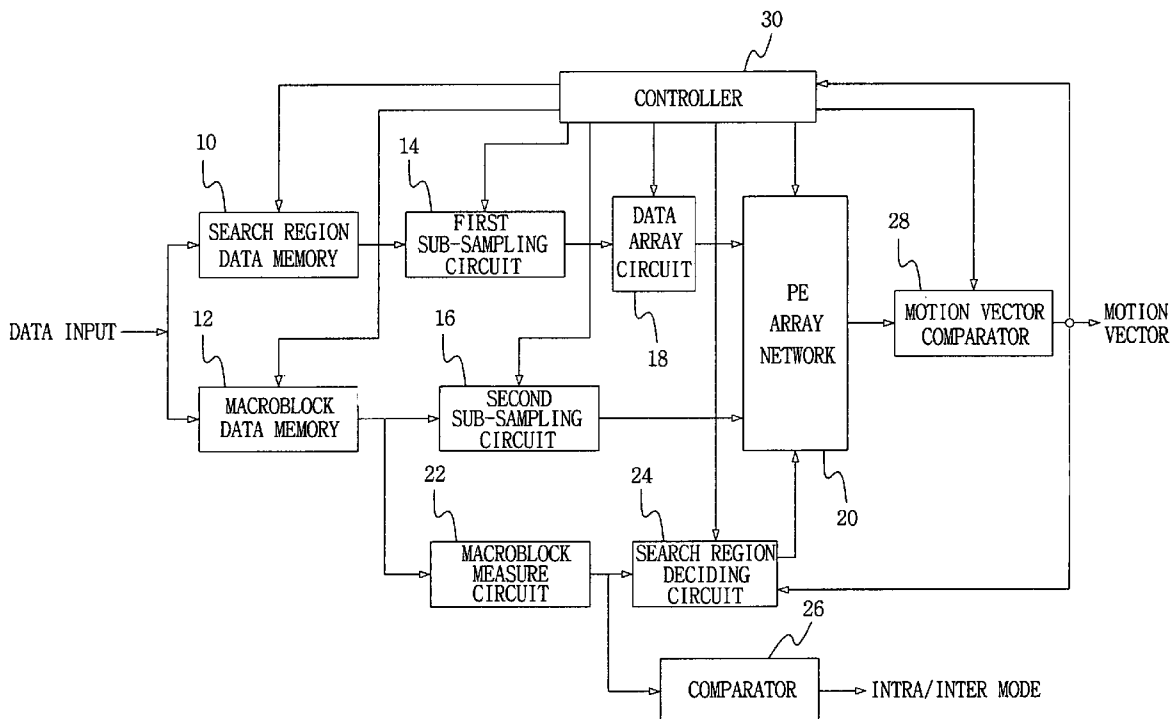 30
CONTROLLER
10
14
SEARCH REGION
DATA MEMORY
FIRST
SUB-SAMPLING
CIRCUIT
DATA
ARRAY
CIRCUIT
18
PE
ARRAY
NETWORK
20
28
MOTION VECTOR
COMPARATOR
MOTION
VECTOR
DATA INPUT
12
16
MACROBLOCK
DATA MEMORY
SECOND
SUB-SAMPLING
CIRCUIT
22
24
MACROBLOCK
MEASURE
CIRCUIT
SEARCH REGION
DECIDING
CIRCUIT
26
COMPARATOR
INTRA/INTER MODE